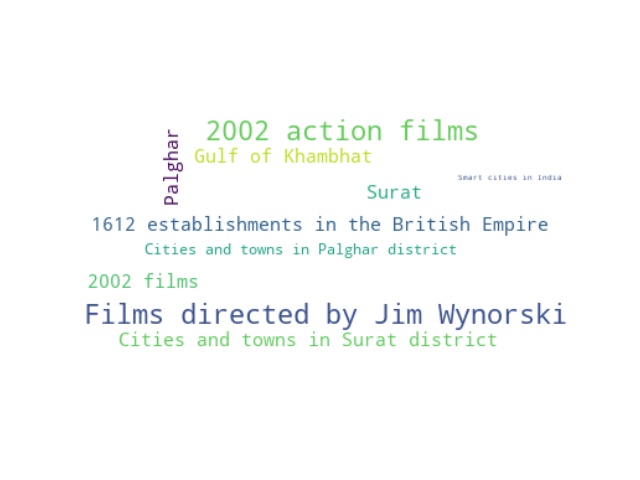 2002 action films
Palghar
Gulf of Khambhat
Smart cities in India
Surat
1612 establishments in the British Empire
Cities and towns in Palghar district
2002 films
Films directed by Jim Wynorski
Cities and towns in Surat district